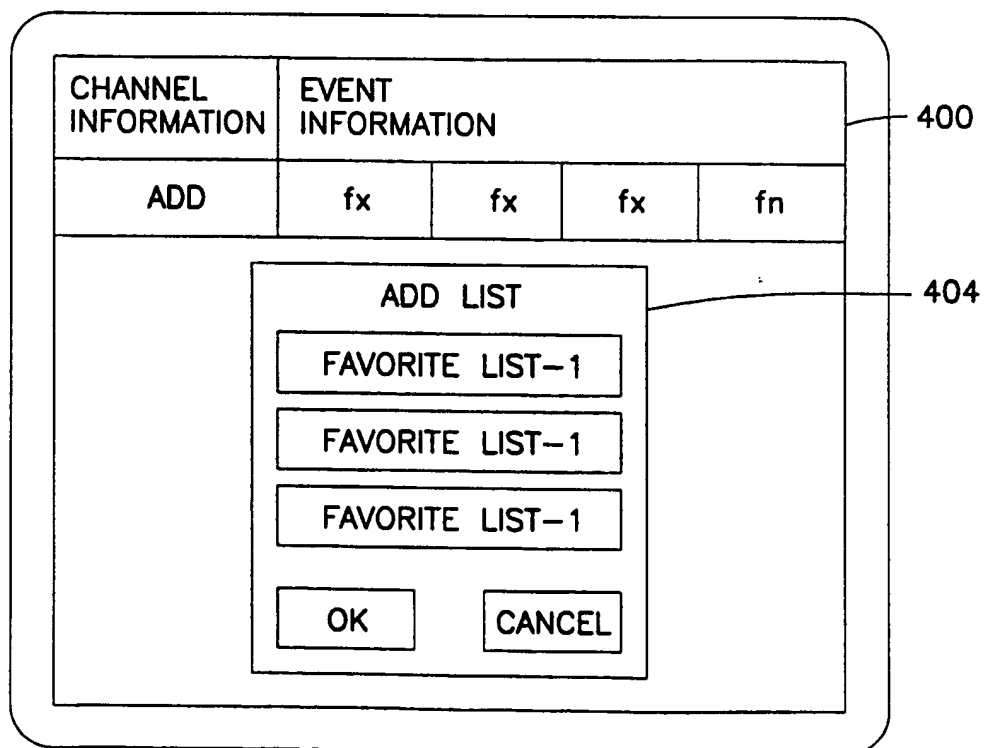 CHANNEL
INFORMATION
EVENT
INFORMATION
400
ADD
fx
fx
fx
fn
ADD LIST
404
FAVORITE LIST-1
FAVORITE LIST-1
FAVORITE LIST-1
OK
CANCEL